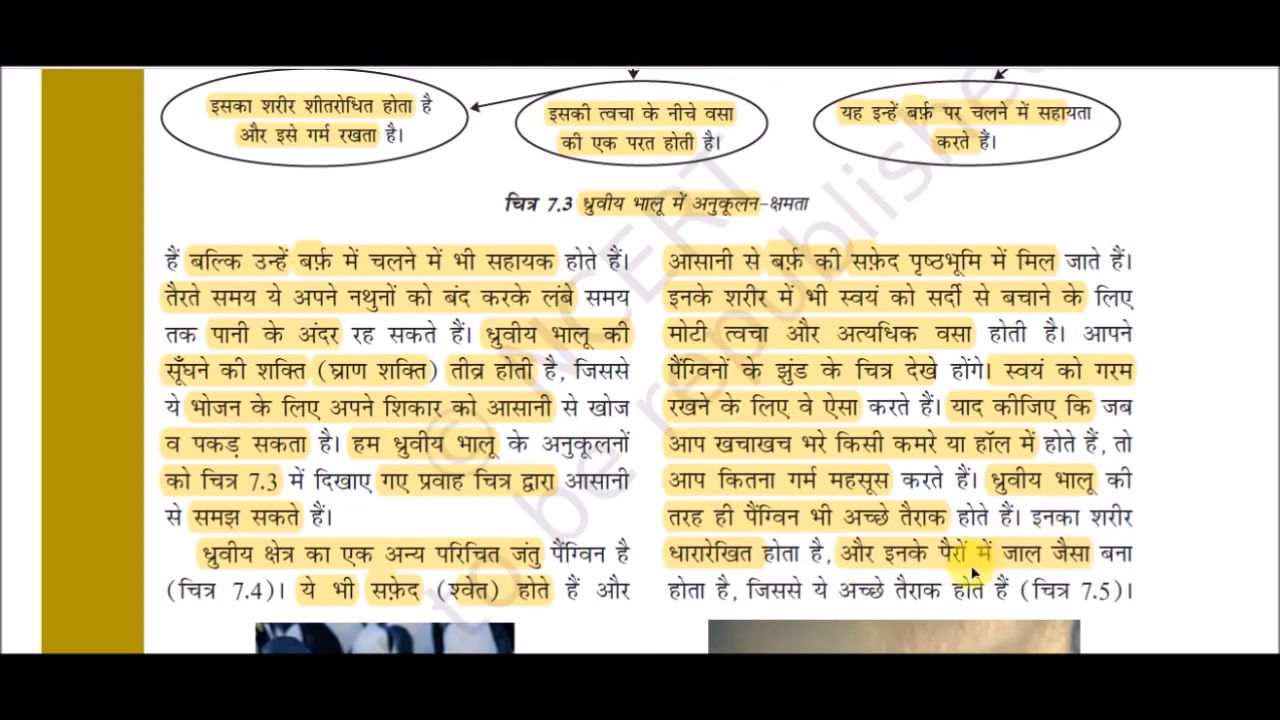 इसका शरीर शीतरोधित होता है
और इसे गर्म रखता है।
इसकी त्वचा के नीचे वसा
की एक परत होती है।
यह इन्हें बर्फ़ पर चलने में सहायता
करते हैं।
चित्र 7.3 ध्रुवीय भालू में अनुकूलन-क्षमता
हैं बल्कि उन्हें बर्फ़ में चलने में भी सहायक होते हैं।
तैरते समय ये अपने नथुनों को बंद करके लंबे समय
तक पानी के अंदर रह सकते हैं। ध्रुवीय भालू की
सूँघने की शक्ति (घ्राण शक्ति) तीव्र होती है, जिससे
ये भोजन के लिए अपने शिकार को आसानी से खोज
व पकड़ सकता है। हम ध्रुवीय भालू के अनुकूलनों
को चित्र 7.3 में दिखाए गए प्रवाह चित्र द्वारा आसानी
से समझ सकते हैं।
ध्रुवीय क्षेत्र का एक अन्य परिचित जंतु पैंग्विन है
(चित्र 7.4)। ये भी सफ़ेद (श्वेत) होते हैं और
आसानी से बर्फ़ की सफ़ेद पृष्ठभूमि में मिल जाते हैं।
इनके शरीर में भी स्वयं को सर्दी से बचाने के लिए
मोटी त्वचा और अत्यधिक वसा होती है। आपने
पैंग्विनों के झुंड के चित्र देखे होंगे। स्वयं को गरम
रखने के लिए वे ऐसा करते हैं। याद कीजिए कि जब
आप खचाखच भरे किसी कमरे या हॉल में होते हैं, तो
आप कितना गर्म महसूस करते हैं। ध्रुवीय भालू की
तरह ही पैंग्विन भी अच्छे तैराक होते हैं। इनका शरीर
धारारेखित होता है, और इनके पैरों में जाल जैसा बना
होता है, जिससे ये अच्छे तैराक होते हैं (चित्र 7.5)।
© NCERT
to be republishe